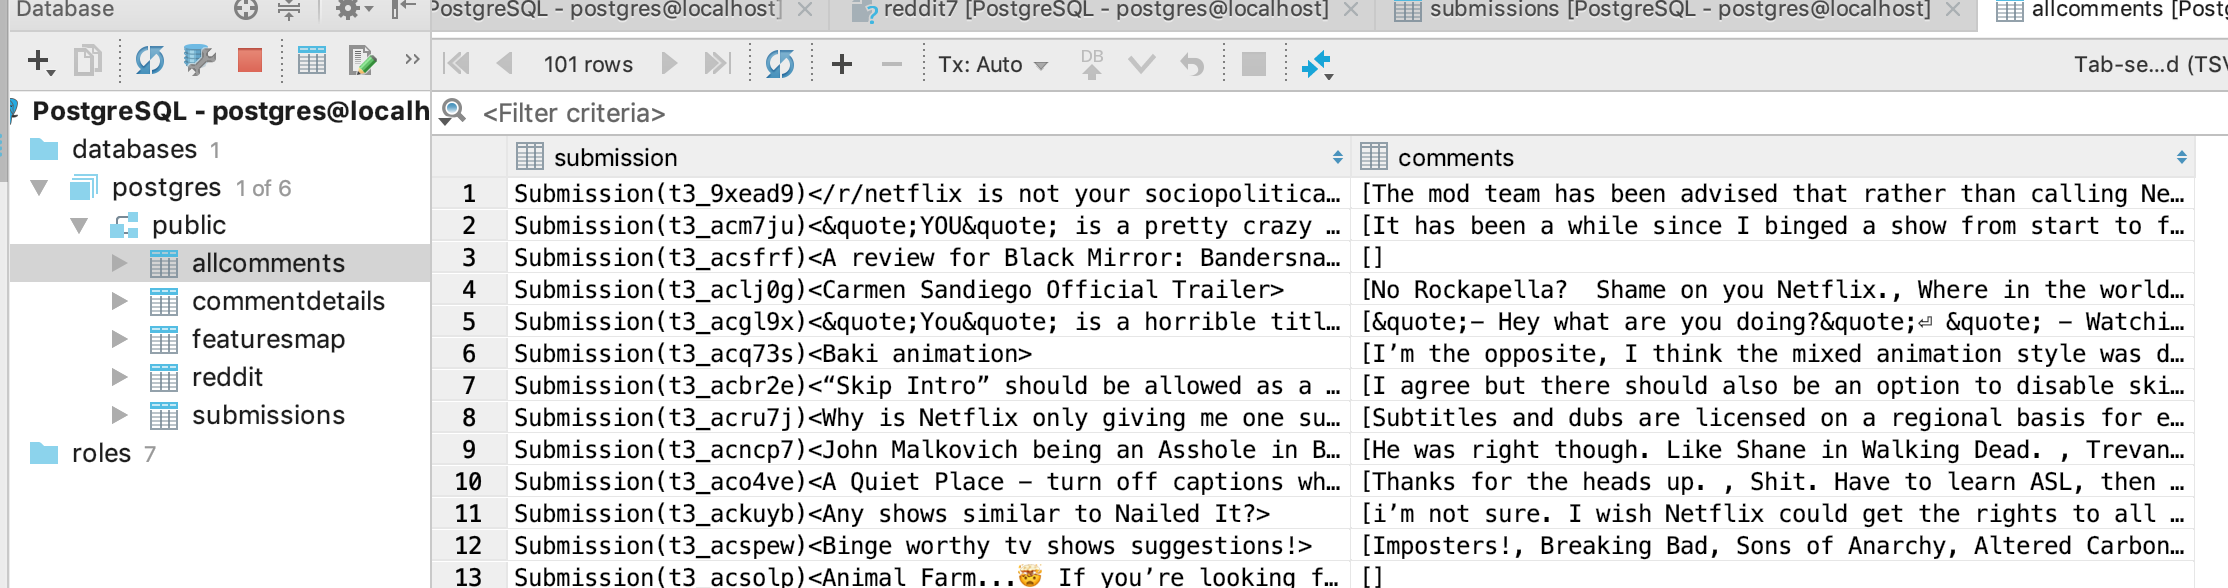 Database
PostgreSQL - postgres@localhost]
reddit7 [PostgreSQL - postgres@localhost]
submissions [PostgreSQL - postgres@localhost]
allcomments [Postg
101 rows
Tx: Auto
DB
Tab-se...d (TSV
PostgreSQL - postgres@localh
<Filter criteria>
databases 1
postgres 1 of 6
public
allcomments
commentdetails
featuresmap
reddit
submissions
roles 7
submission comments
1 Submission(t3_9xead9)</r/netflix is not your sociopolitica… [The mod team has been advised that rather than calling Ne…
2 Submission(t3_acm7ju)<&quote;YOU&quote; is a pretty crazy … [It has been a while since I binged a show from start to f…
3 Submission(t3_acsfrf)<A review for Black Mirror: Bandersna… []
4 Submission(t3_aclj0g)<Carmen Sandiego Official Trailer> [No Rockapella?  Shame on you Netflix., Where in the world…
5 Submission(t3_acgl9x)<&quote;You&quote; is a horrible titl… [&quote;– Hey what are you doing?&quote;⏎ &quote; – Watchi…
6 Submission(t3_acq73s)<Baki animation> [I’m the opposite, I think the mixed animation style was d…
7 Submission(t3_acbr2e)<“Skip Intro” should be allowed as a … [I agree but there should also be an option to disable ski…
8 Submission(t3_acru7j)<Why is Netflix only giving me one su… [Subtitles and dubs are licensed on a regional basis for e…
9 Submission(t3_acncp7)<John Malkovich being an Asshole in B… [He was right though. Like Shane in Walking Dead. , Trevan…
10 Submission(t3_aco4ve)<A Quiet Place – turn off captions wh… [Thanks for the heads up. , Shit. Have to learn ASL, then …
11 Submission(t3_ackuyb)<Any shows similar to Nailed It?> [i’m not sure. I wish Netflix could get the rights to all …
12 Submission(t3_acspew)<Binge worthy tv shows suggestions!> [Imposters!, Breaking Bad, Sons of Anarchy, Altered Carbon…
13 Submission(t3_acsolp)<Animal Farm...🤯 If you’re looking f… []